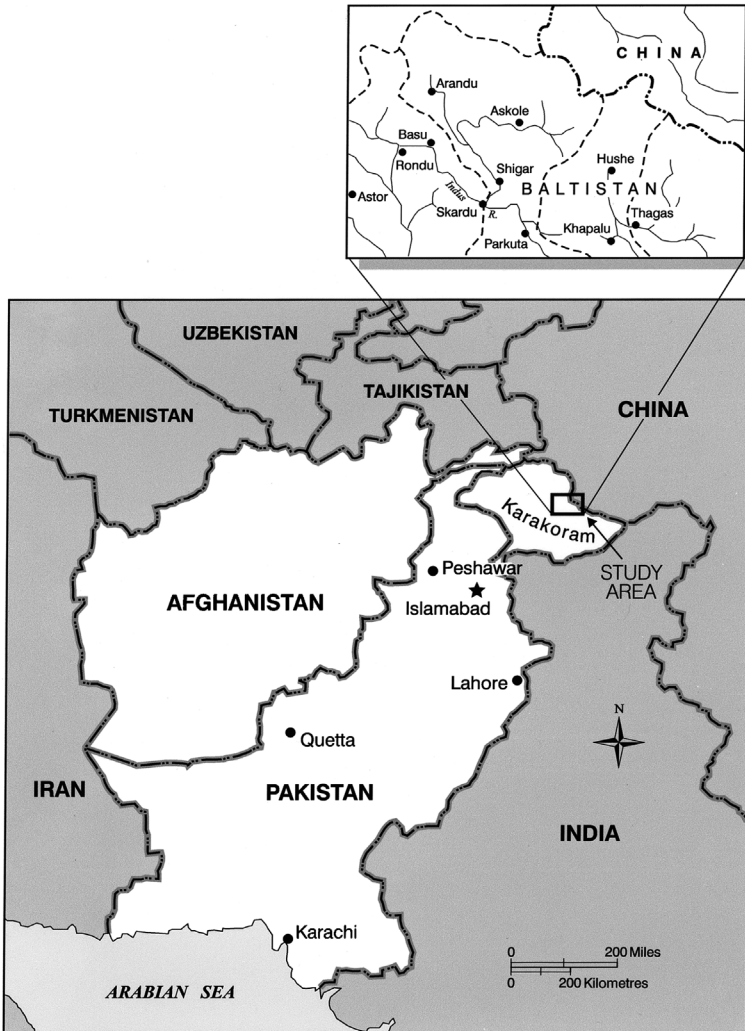 CHINA
Arandu
Askole
Basu
Rondu
Shigar
Hushe
BALTISTAN
Indus
R.
Astor
Skardu
Thagas
Khapalu
Parkuta
UZBEKISTAN
TAJIKISTAN
TURKMENISTAN
CHINA
Karakoram
STUDY
AREA
Peshawar
Islamabad
AFGHANISTAN
Lahore
N
Quetta
IRAN
PAKISTAN
INDIA
Karachi
0 200 Miles
0 200 Kilometres
ARABIAN SEA